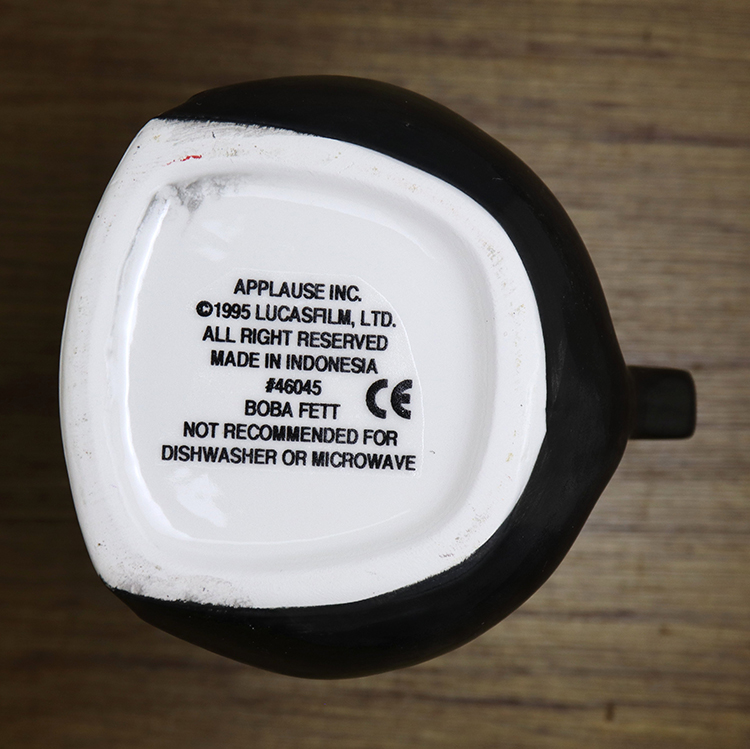 APPLAUSE INC.
©1995 LUCASFILM, LTD.
ALL RIGHT RESERVED
MADE IN INDONESIA
#46045
CE
BOBA FETT
NOT RECOMMENDED FOR
DISHWASHER OR MICROWAVE